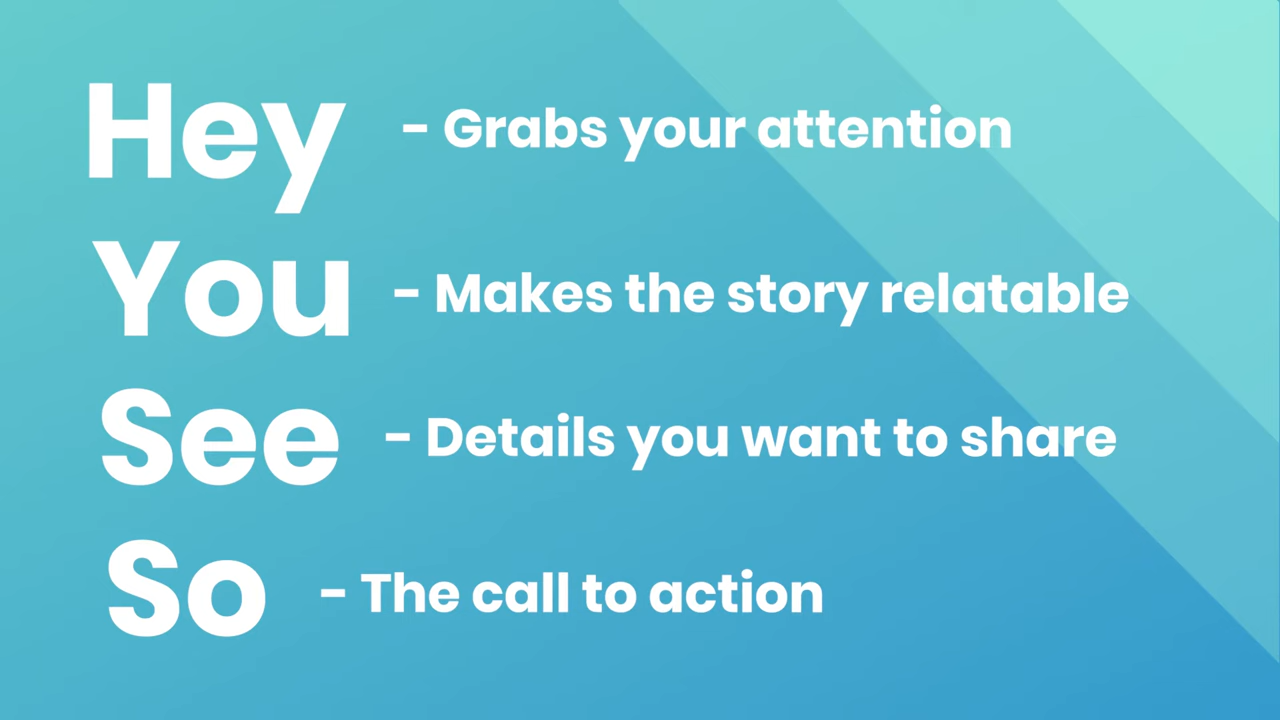 Hey - Grabs your attention
You - Makes the story relatable
See - Details you want to share
So - The call to action